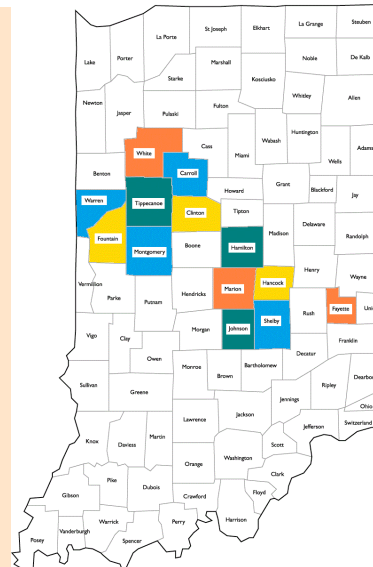 St Joseph
Elkhart
La Grange
Steuben
La Porte
Lake
Porter
Marshall
Noble
De Kalb
Starke
Kosciusko
Whitley
Allen
Newton
Jasper
Pulaski
Fulton
White
Cass
Miami
Wabash
Huntington
Wells
Adams
Benton
Carroll
Howard
Grant
Blackford
Jay
Warren
Tippecanoe
Clinton
Tipton
Madison
Delaware
Randolph
Fountain
Montgomery
Boone
Hamilton
Henry
Wayne
Vermillion
Parke
Putnam
Hendricks
Marion
Hancock
Rush
Fayette
Uni
Vigo
Clay
Morgan
Johnson
Shelby
Franklin
Owen
Monroe
Brown
Bartholomew
Decatur
Sullivan
Greene
Jennings
Ripley
Dearbo
Ohio
Lawrence
Jackson
Jefferson
Switzerland
Knox
Daviess
Martin
Orange
Washington
Scott
Clark
Pike
Dubois
Gibson
Crawford
Floyd
Harrison
Posey
Vanderburgh
Warrick
Spencer
Perry